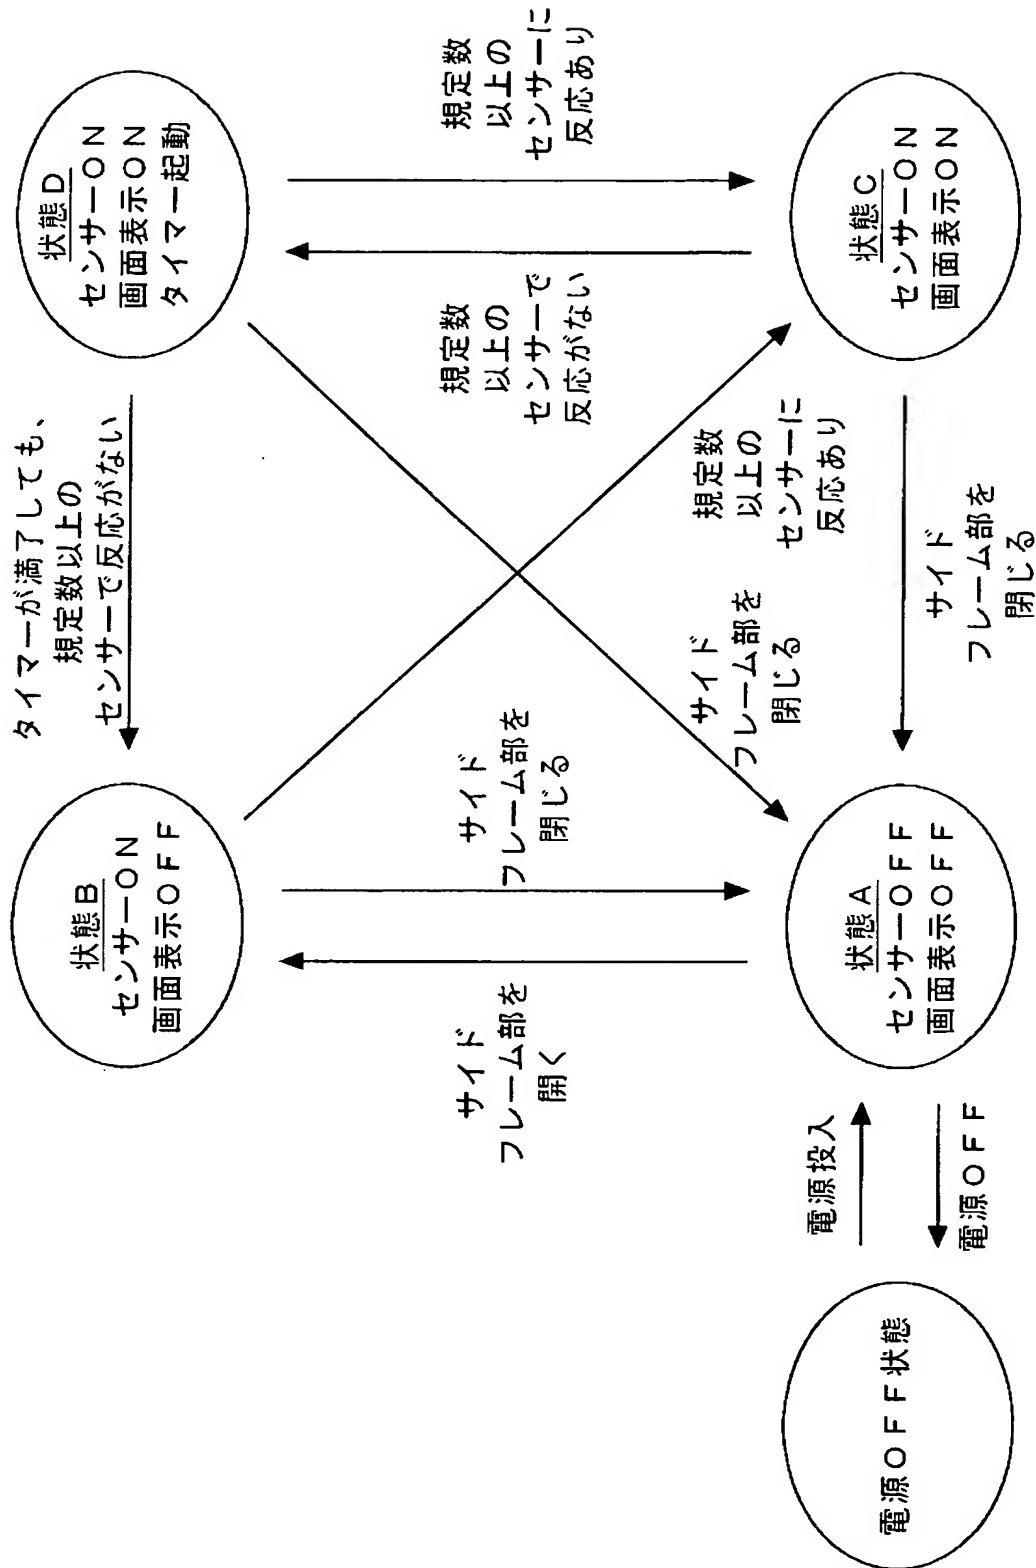 タイマーが満了しても、
規定数以上の
センサーで反応がない
状態B
センサーON
画面表示OFF
状態D
センサーON
画面表示ON
タイマー起動
サイド
フレーム部を
開く
サイド
フレーム部を
閉じる
規定数
以上の
センサーで
反応がない
規定数
以上の
センサーに
反応あり
サイド
フレーム部を
閉じる
規定数
以上の
センサーに
反応あり
電源OFF状態
電源投入
電源OFF
状態A
センサーOFF
画面表示OFF
状態C
センサーON
画面表示ON
サイド
フレーム部を
閉じる